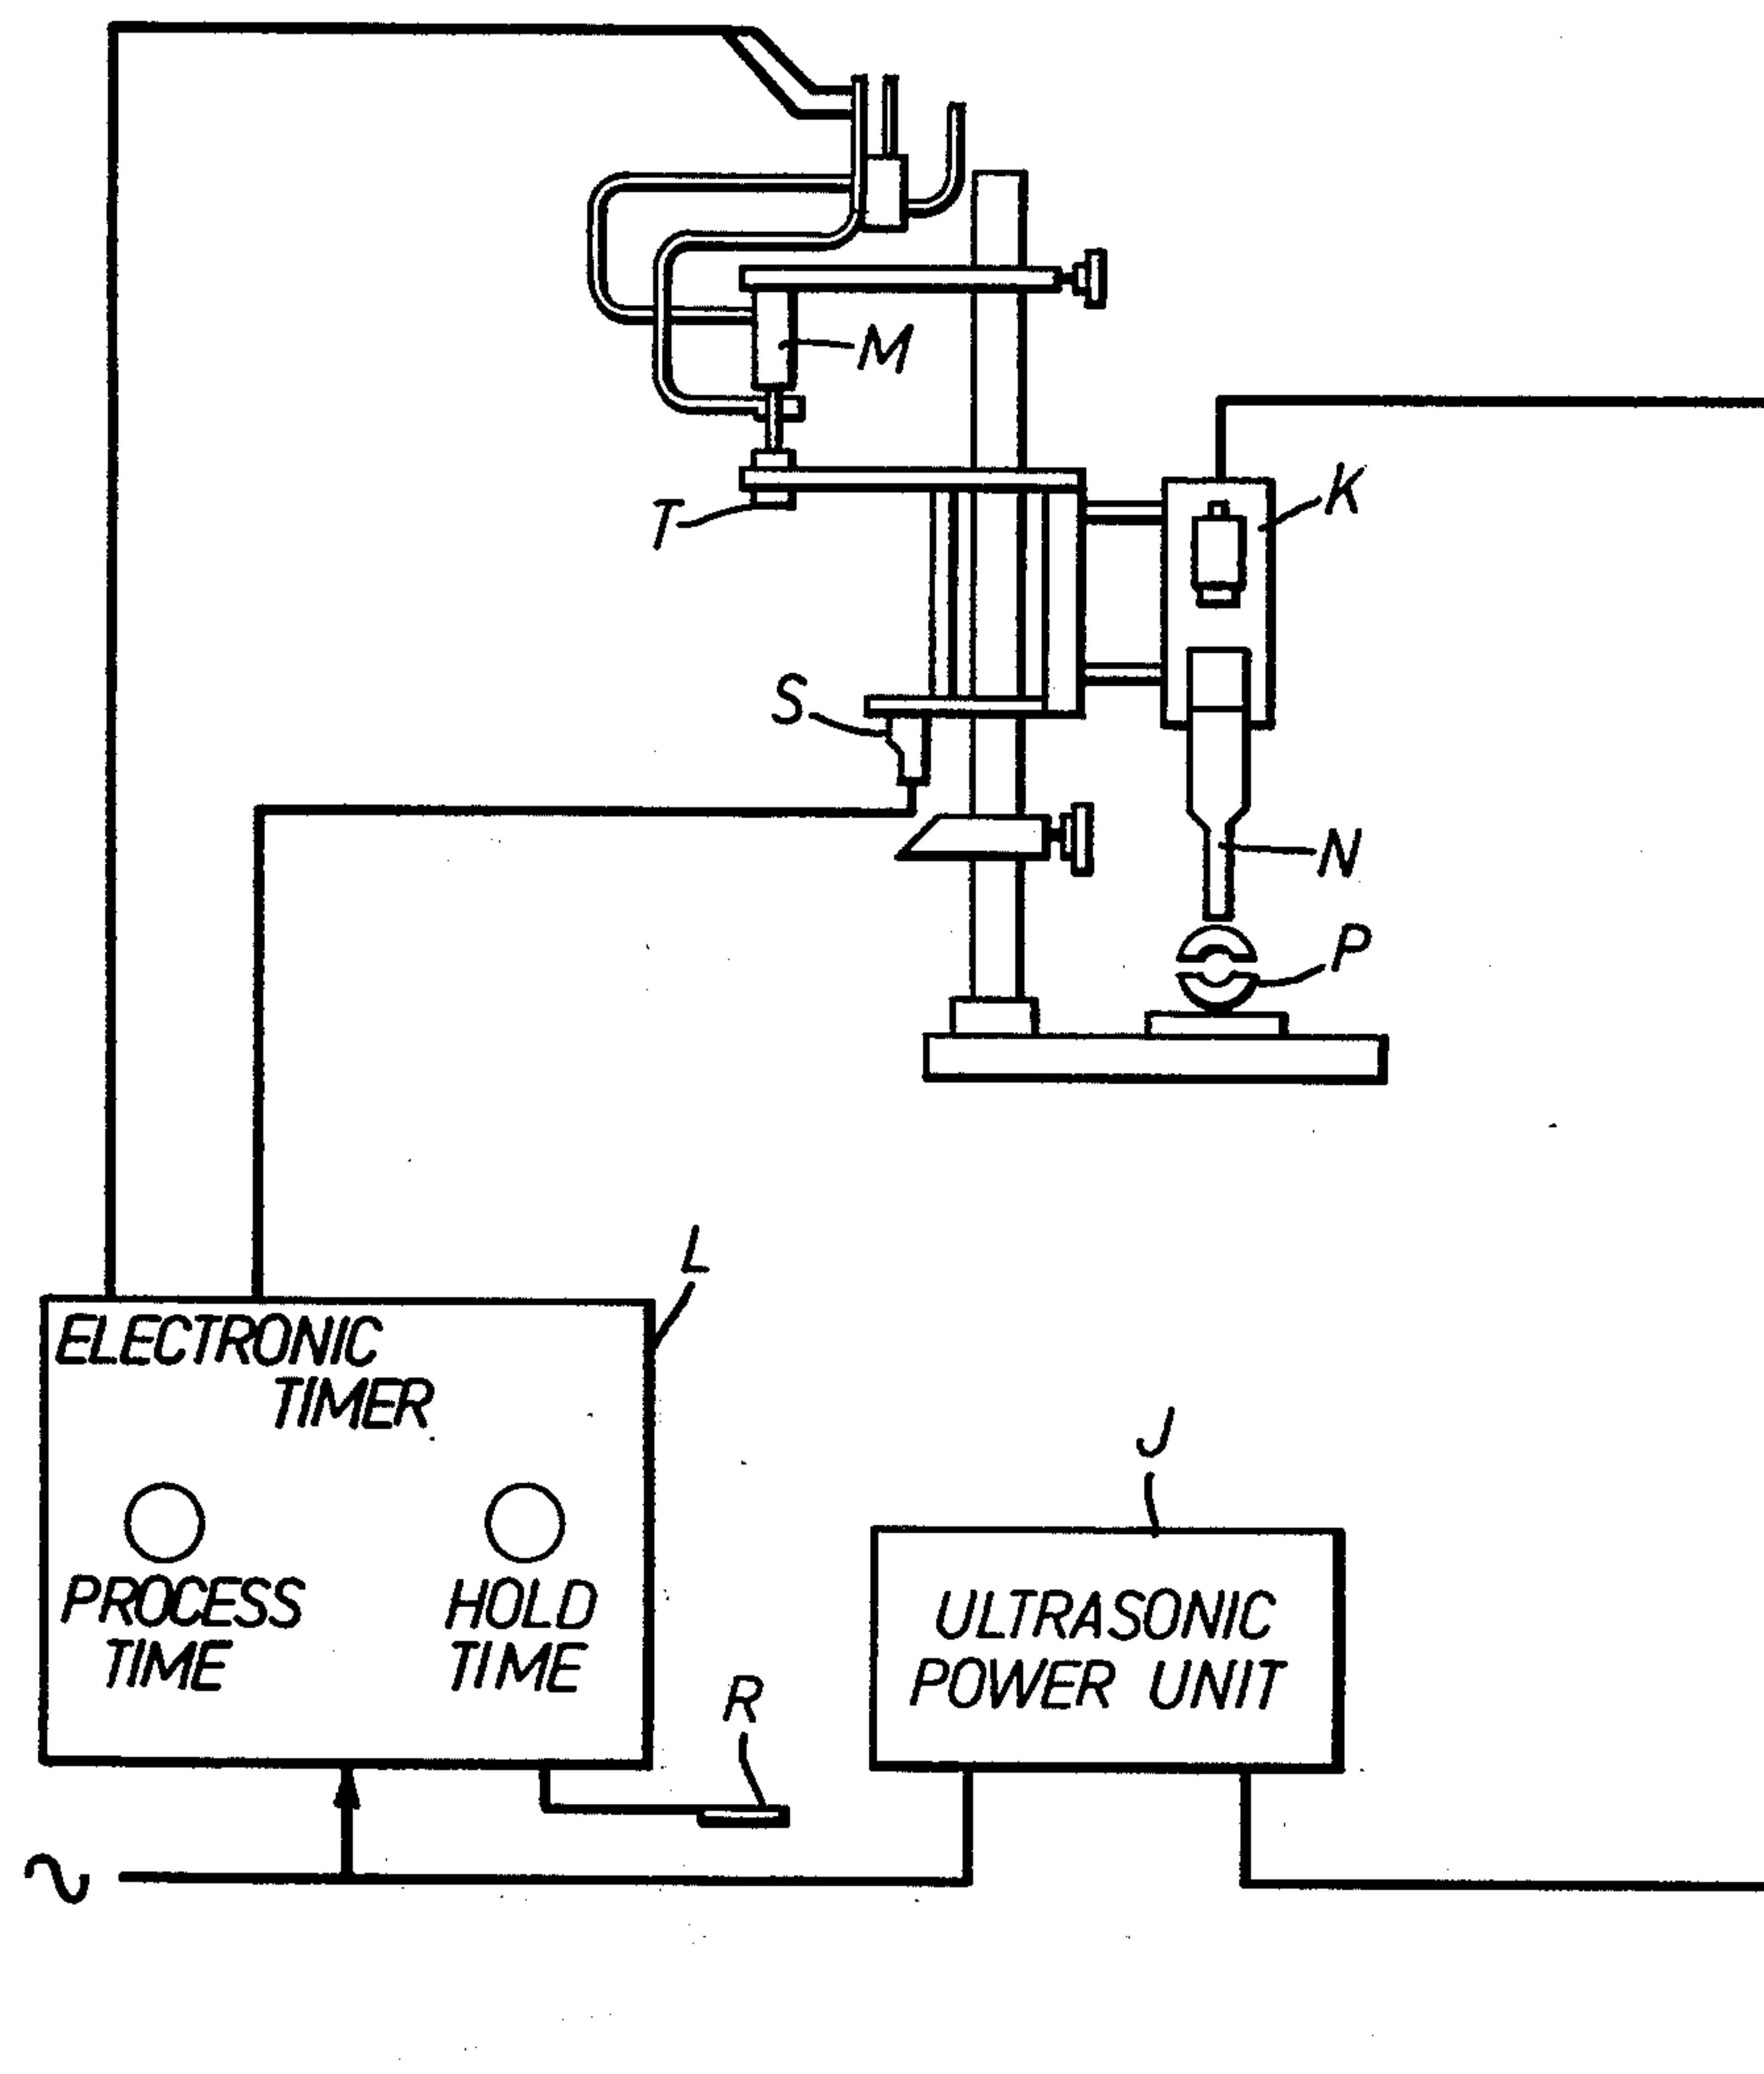 M
K
T
S
N
P
L
ELECTRONIC
TIMER
J
PROCESS
TIME
HOLD
TIME
ULTRASONIC
POWER UNIT
R